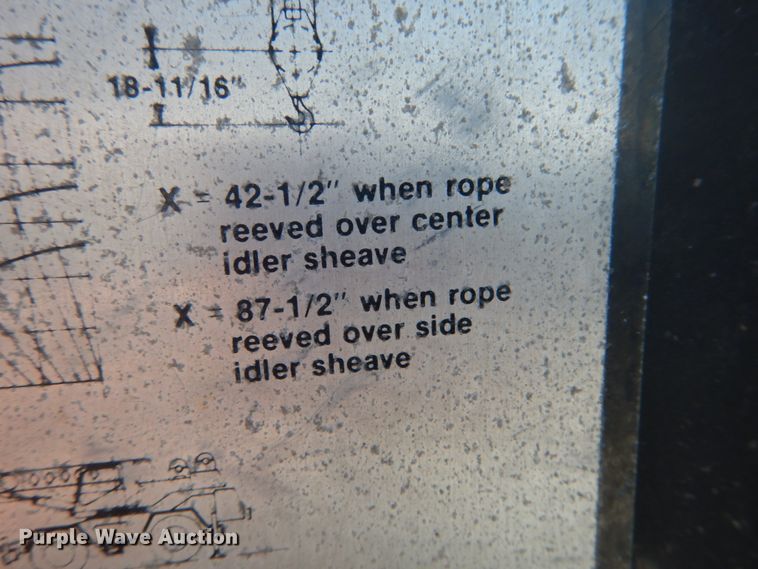 18-11/16"
X = 42-1/2" when rope
reeved over center
idler sheave
X = 87-1/2" when rope
reeved over side
idler sheave
Purple Wave Auction